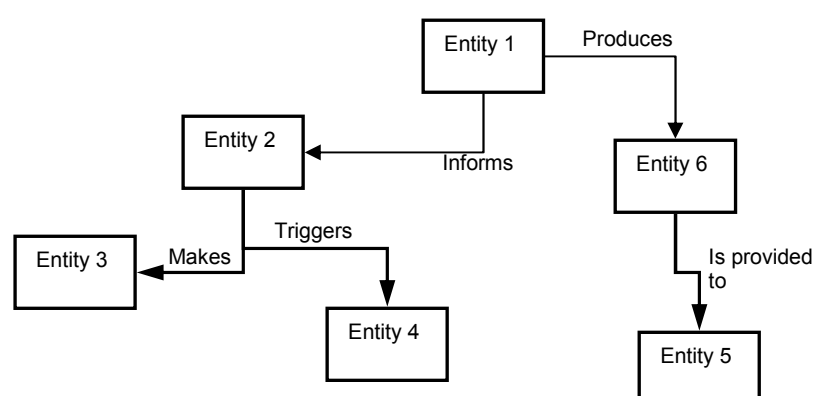 Entity 1
Produces
Entity 2
Informs
Entity 6
Entity 3
Makes
Triggers
Is provided
to
Entity 4
Entity 5